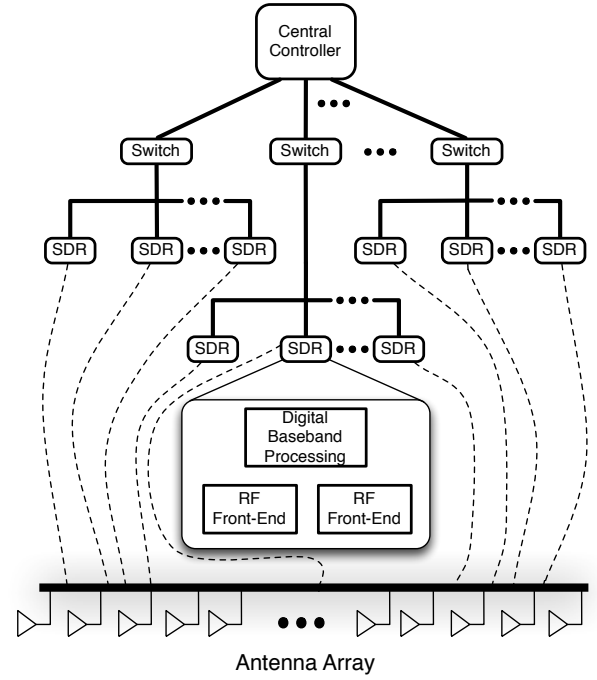 Central
Controller
Switch
Switch
Switch
SDR
SDR
SDR
SDR
SDR
SDR
SDR
SDR
SDR
Digital
Baseband
Processing
RF
Front-End
RF
Front-End
Antenna Array